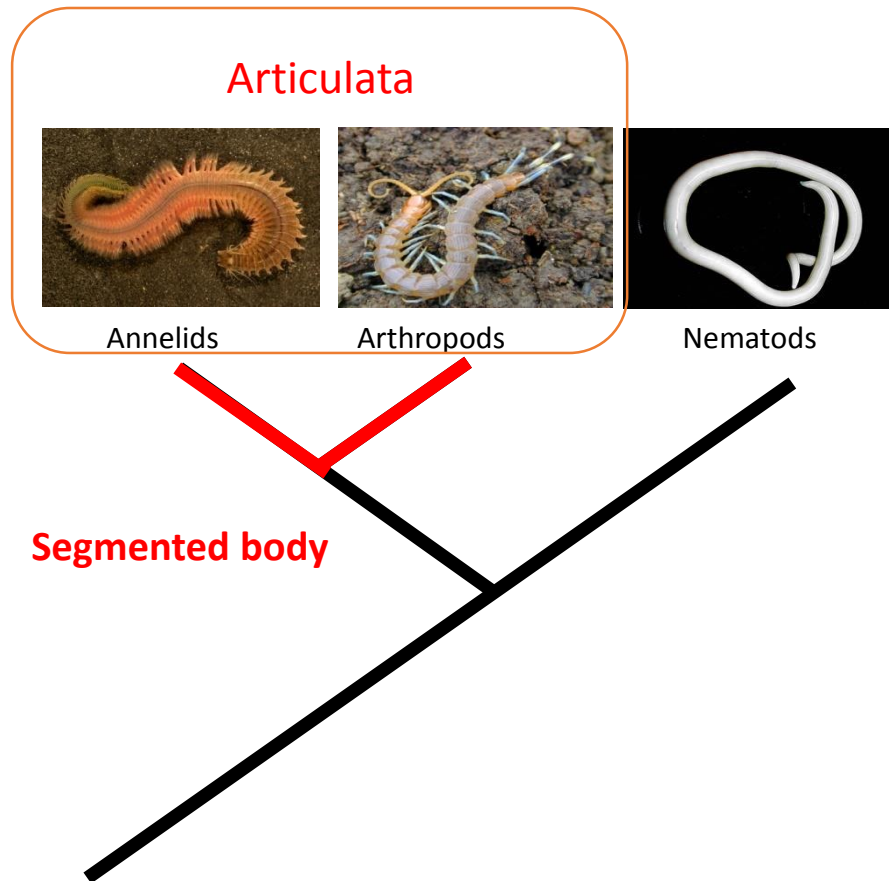 Articulata
Annelids
Arthropods
Nematods
Segmented body